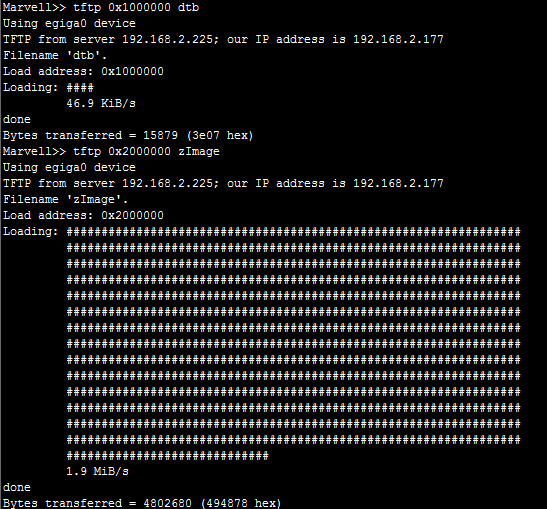 Marvell>> tftp 0x1000000 dtb
Using egiga0 device
TFTP from server 192.168.2.225; our IP address is 192.168.2.177
Filename 'dtb'.
Load address: 0x1000000
Loading: ####
         46.9 KiB/s
done
Bytes transferred = 15879 (3e07 hex)
Marvell>> tftp 0x2000000 zImage
Using egiga0 device
TFTP from server 192.168.2.225; our IP address is 192.168.2.177
Filename 'zImage'.
Load address: 0x2000000
Loading: #################################################################
         #################################################################
         #################################################################
         #################################################################
         #################################################################
         #################################################################
         #################################################################
         #################################################################
         #################################################################
         #################################################################
         #################################################################
         #################################################################
         #################################################################
         #################################################################
         #############################
         1.9 MiB/s
done
Bytes transferred = 4802680 (494878 hex)